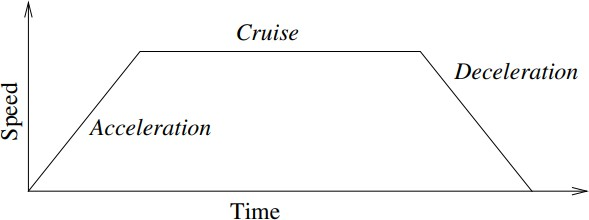 Cruise
Deceleration
Acceleration
Speed
Time